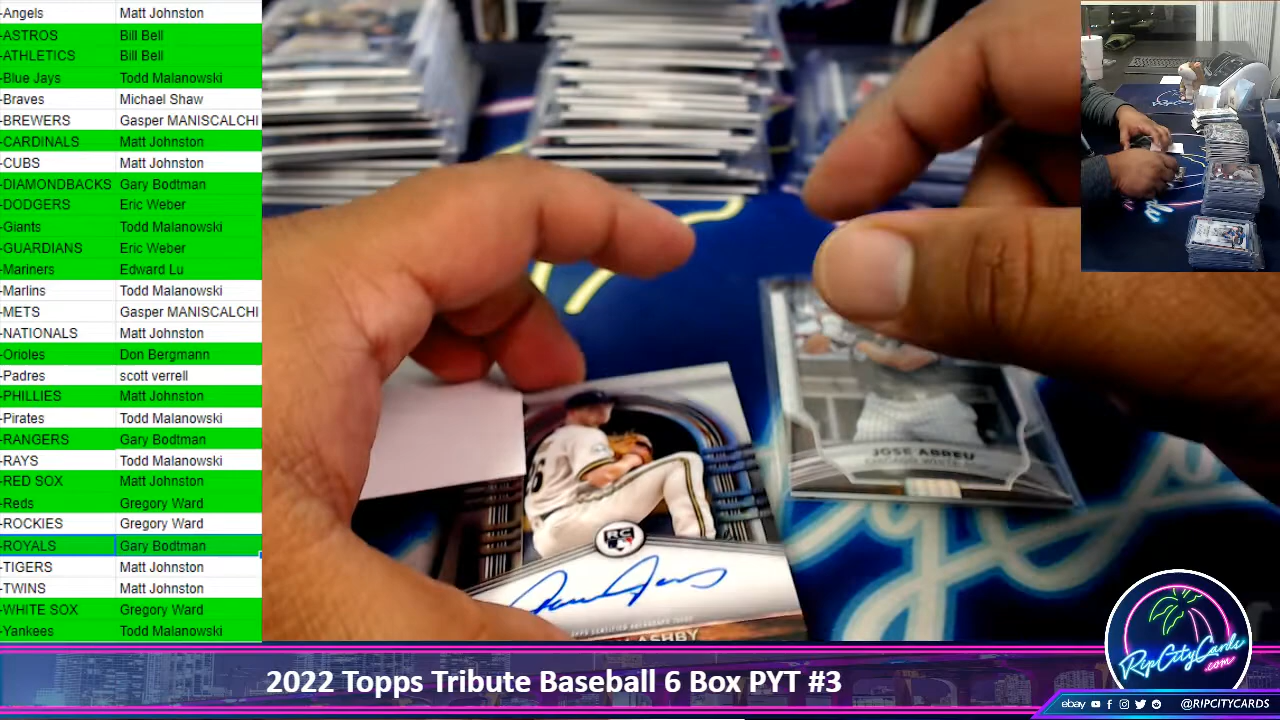 -Angels Matt Johnston
-ASTROS Bill Bell
-ATHLETICS Bill Bell
-Blue Jays Todd Malanowski
-Braves Michael Shaw
-BREWERS Gasper MANISCALCHI
-CARDINALS Matt Johnston
-CUBS Matt Johnston
-DIAMONDBACKS Gary Bodtman
-DODGERS Eric Weber
-Giants Todd Malanowski
-GUARDIANS Eric Weber
-Mariners Edward Lu
-Marlins Todd Malanowski
-METS Gasper MANISCALCHI
-NATIONALS Matt Johnston
-Orioles Don Bergmann
-Padres scott verrell
-PHILLIES Matt Johnston
-Pirates Todd Malanowski
-RANGERS Gary Bodtman
-RAYS Todd Malanowski
-RED SOX Matt Johnston
-Reds Gregory Ward
-ROCKIES Gregory Ward
-ROYALS Gary Bodtman
-TIGERS Matt Johnston
-TWINS Matt Johnston
-WHITE SOX Gregory Ward
-Yankees Todd Malanowski
JOSE ABREU
RC
ASHBY
RipCityCards
.com
2022 Topps Tribute Baseball 6 Box PYT #3
ebay @RIPCITYCARDS